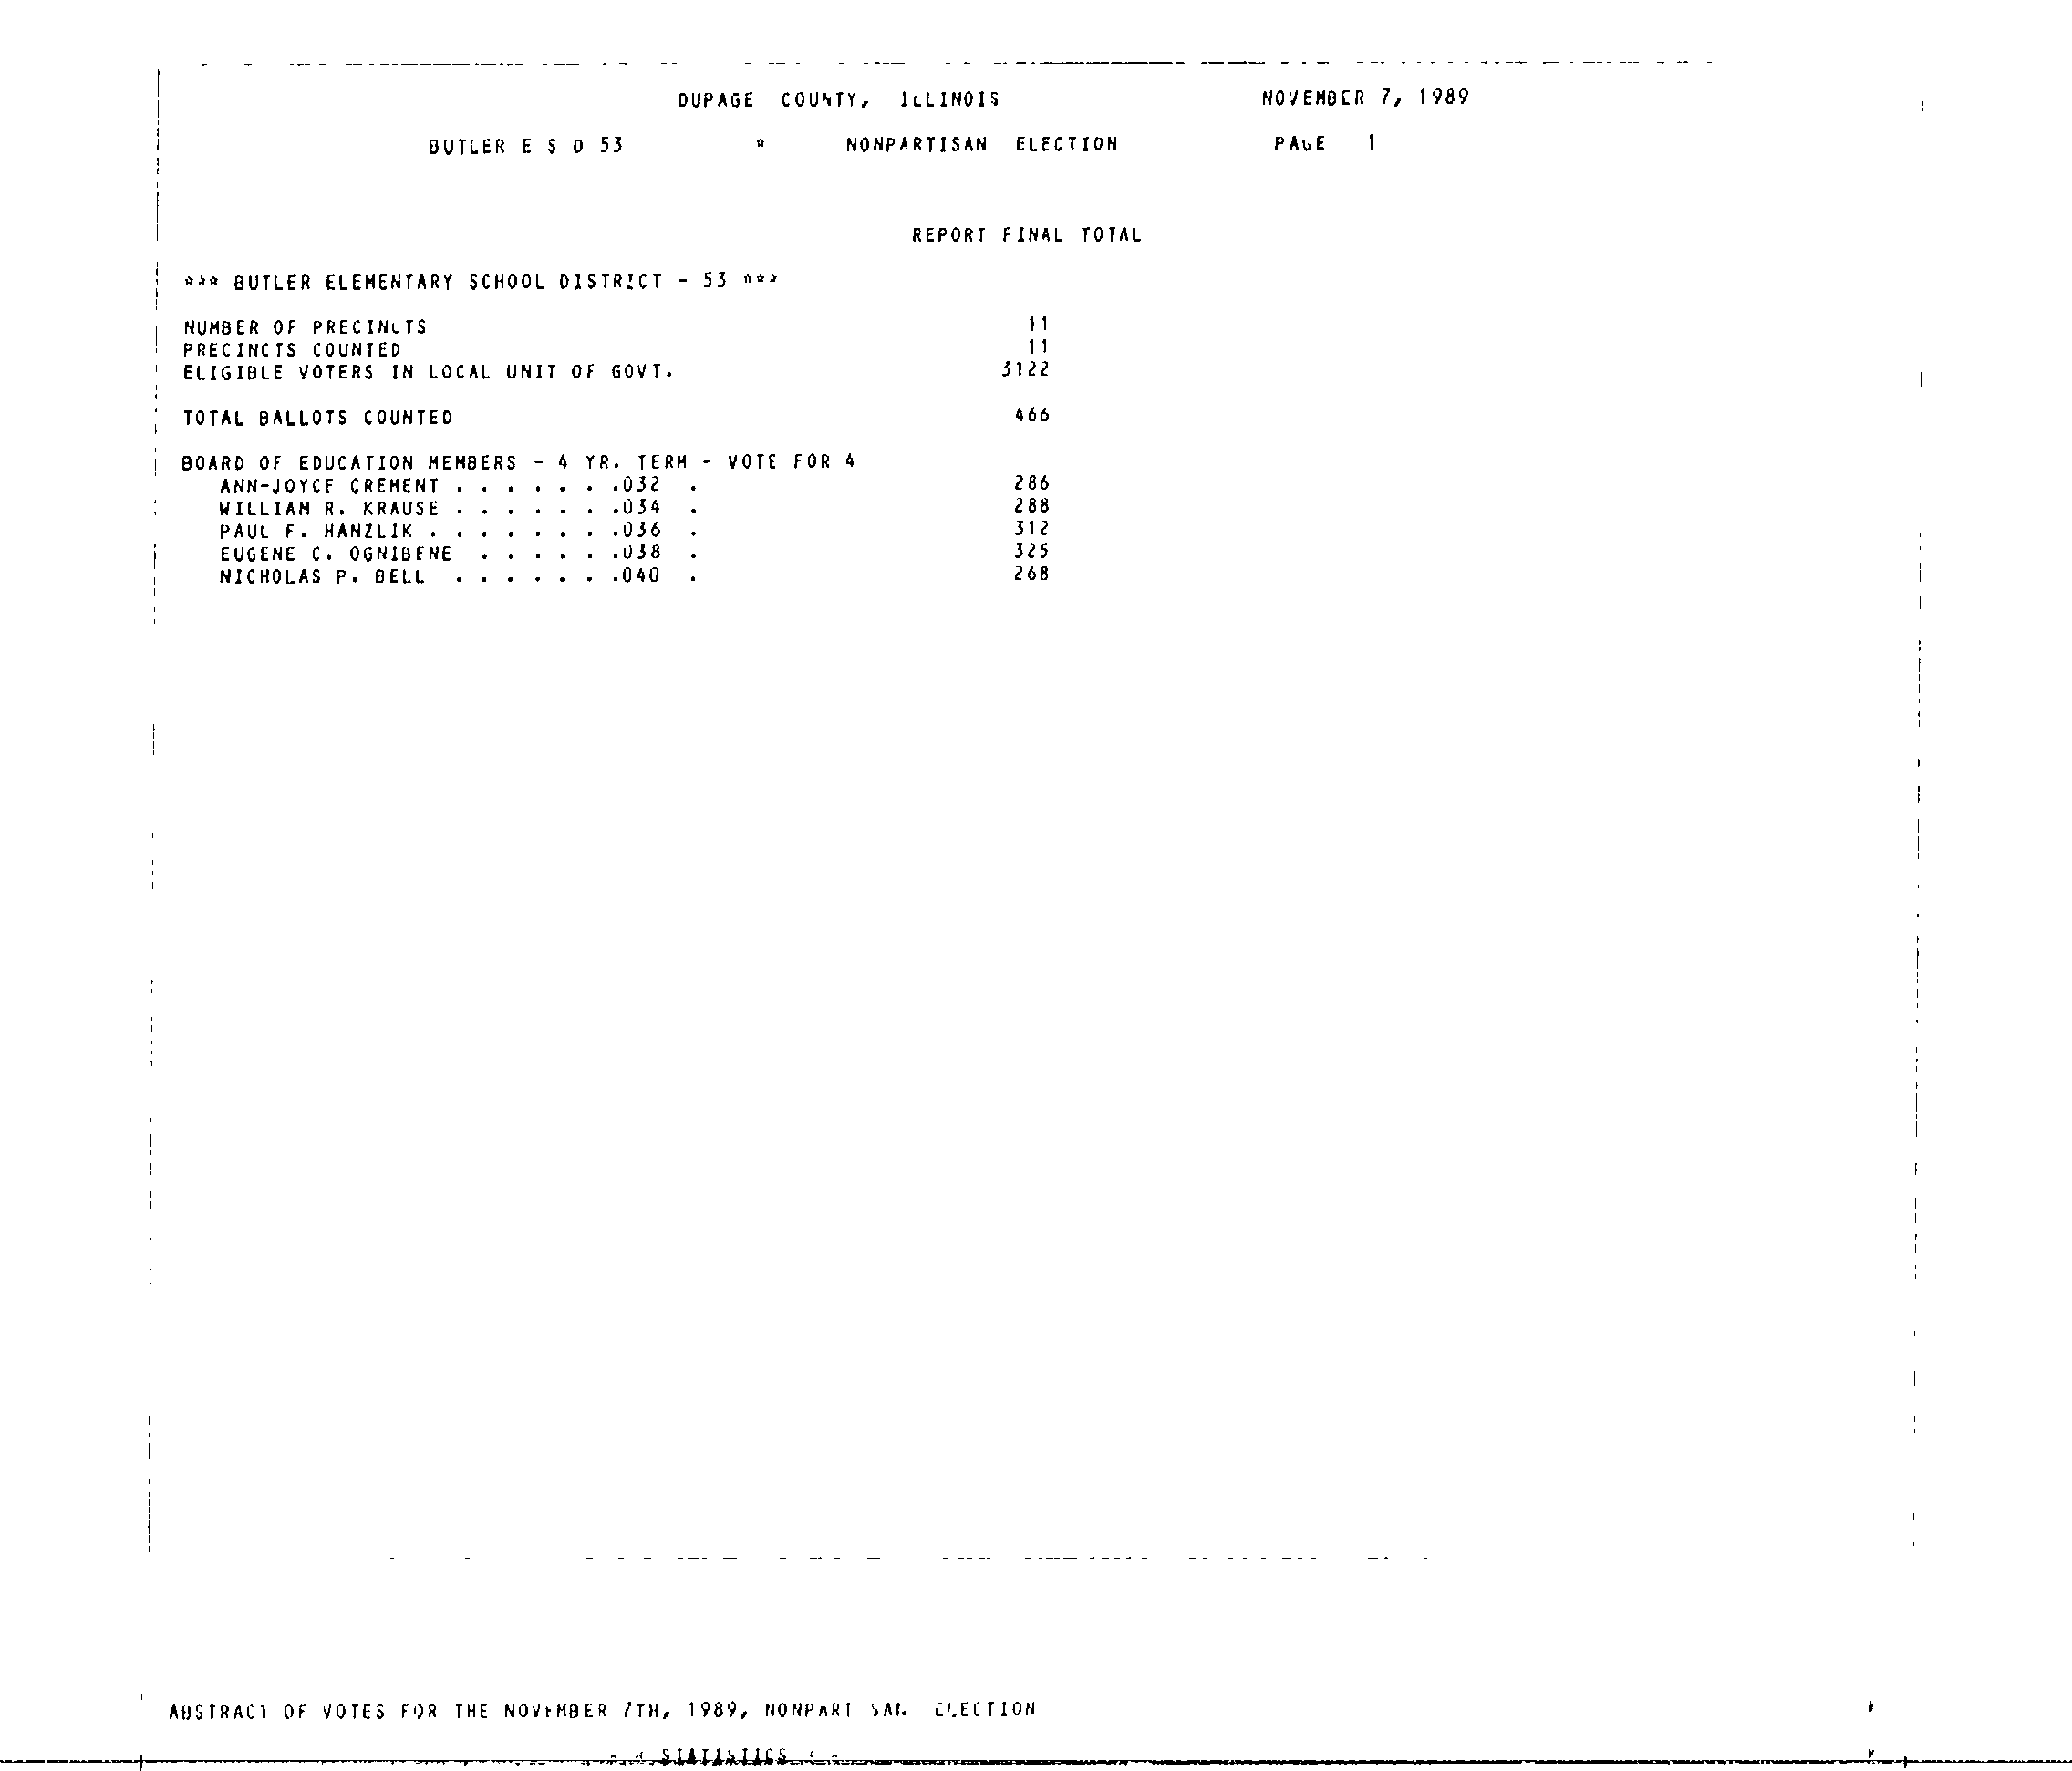 DUPAGE COUNTY, ILLINOIS NOVEMBER 7, 1989
BUTLER E S D 53 * NONPARTISAN ELECTION PAGE 1
REPORT FINAL TOTAL
*** BUTLER ELEMENTARY SCHOOL DISTRICT - 53 ***
NUMBER OF PRECINCTS 11
PRECINCTS COUNTED 11
ELIGIBLE VOTERS IN LOCAL UNIT OF GOVT. 3122
TOTAL BALLOTS COUNTED 466
BOARD OF EDUCATION MEMBERS - 4 YR. TERM - VOTE FOR 4
ANN-JOYCE CREMENT . . . . . . .032 . 286
WILLIAM R. KRAUSE . . . . . . .034 . 288
PAUL F. HANZLIK . . . . . . . .036 . 312
EUGENE C. OGNIBENE . . . . . .038 . 325
NICHOLAS P. BELL . . . . . . .040 . 268
ABSTRACT OF VOTES FOR THE NOVEMBER 7TH, 1989, NONPARTISAN ELECTION
* * STATISTICS * *